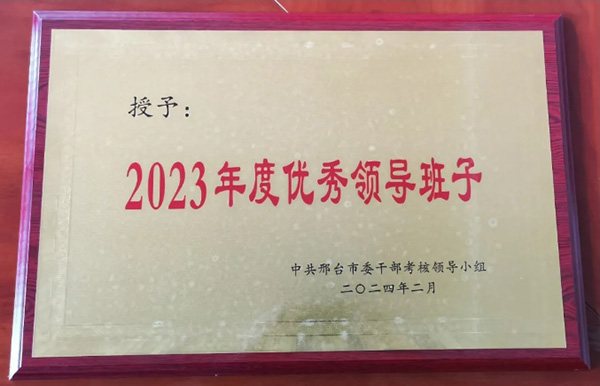 授予：
2023年度优秀领导班子
中共邢台市委干部考核领导小组
二〇二四年二月